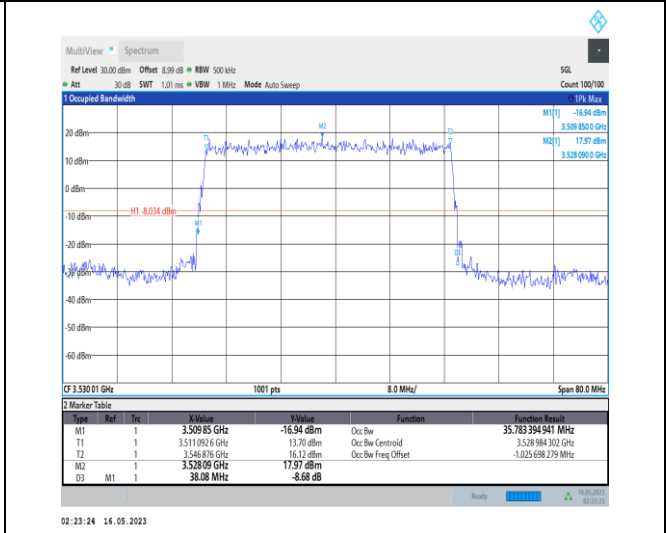 MultiView Spectrum
Ref Level 30.00 dBm Offset 8.99 dB RBW 500 kHz SGL
Att 30 dB SWT 1.01 ms VBW 1 MHz Mode Auto Sweep Count 100/100
1 Occupied Bandwidth 1Pk Max
M1[1] -16.94 dBm
3.509 850 0 GHz
M2[1] 17.97 dBm
3.528 090 0 GHz
M2
T1
T2
20 dBm
10 dBm
0 dBm
H1 -8.034 dBm
-10 dBm
M1
-20 dBm
D3
-30 dBm
-40 dBm
-50 dBm
-60 dBm
CF 3.530 01 GHz 1001 pts 8.0 MHz/ Span 80.0 MHz
2 Marker Table
Type Ref Trc X-Value Y-Value Function Function Result
M1 1 3.509 85 GHz -16.94 dBm Occ Bw 35.783 394 941 MHz
T1 1 3.511 092 6 GHz 13.70 dBm Occ Bw Centroid 3.528 984 302 GHz
T2 1 3.546 876 GHz 16.12 dBm Occ Bw Freq Offset -1.025 698 279 MHz
M2 1 3.528 09 GHz 17.97 dBm
D3 M1 1 38.08 MHz -8.68 dB
Ready 16.05.2023
02:23:23
02:23:24 16.05.2023